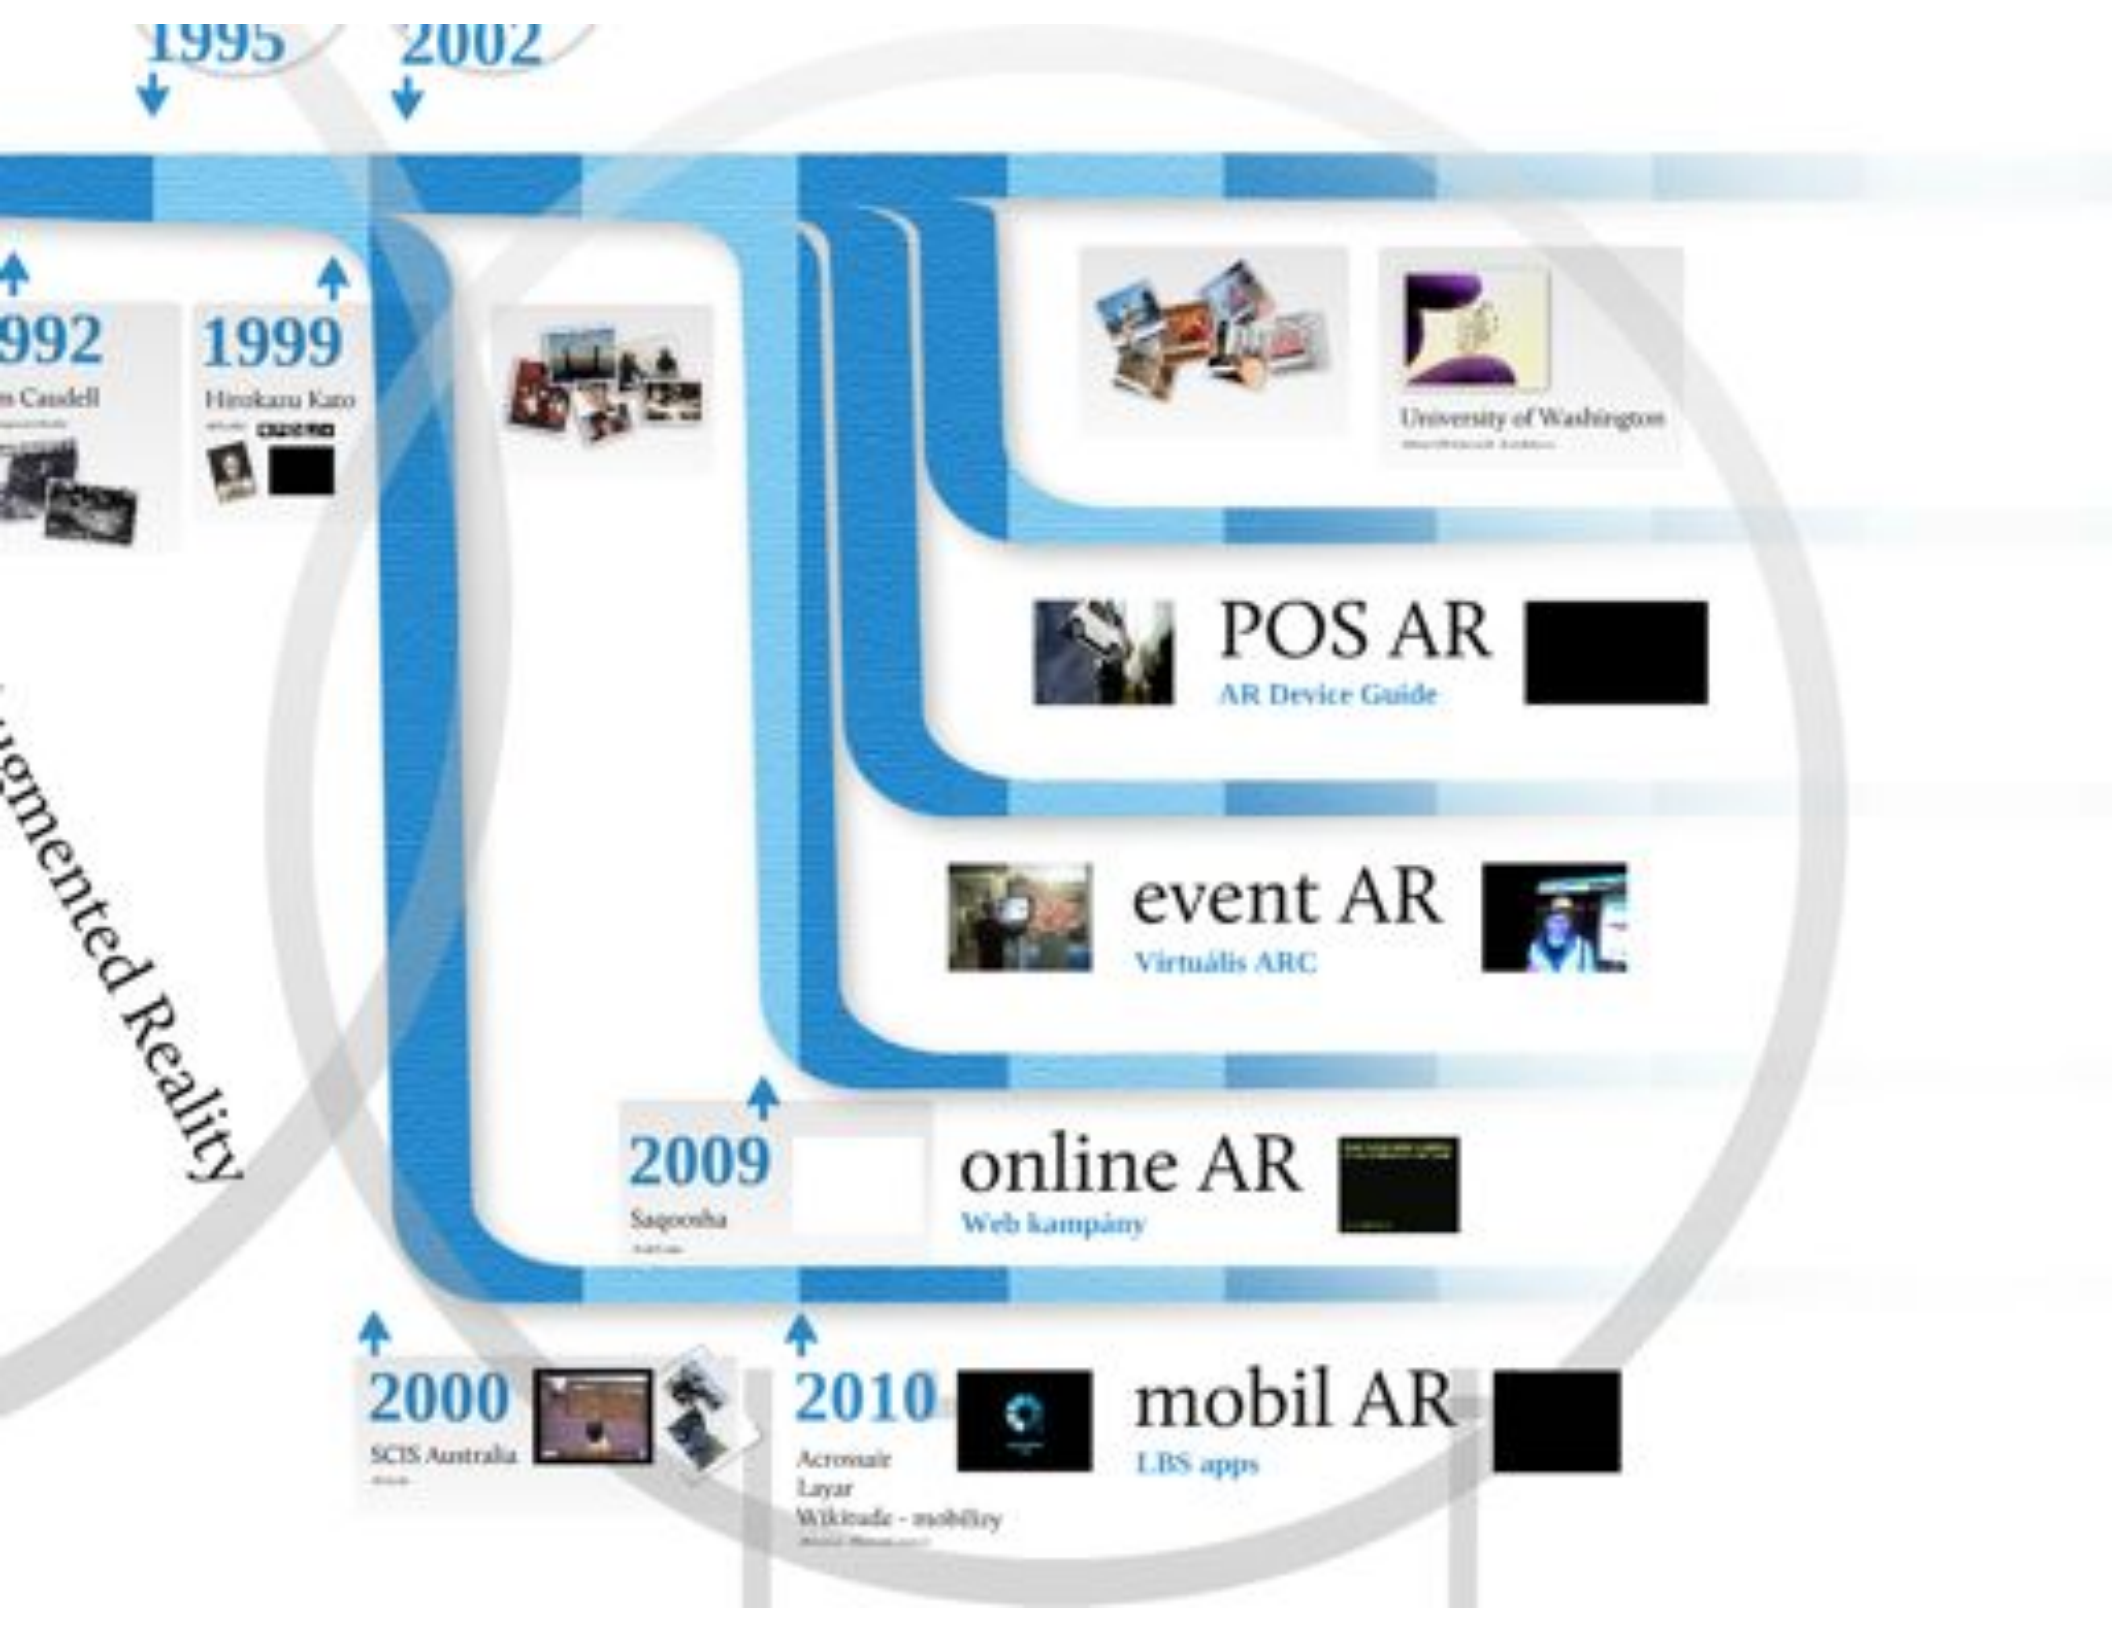 1995
2002
992
1999
m Caudell
Hirokazu Kato
University of Washington
POS AR
AR Device Guide
ugmented Reality
event AR
Virtuális ARC
2009
Saqoosha
online AR
Web kampány
2000
SCIS Australia
2010
Acrossair
Layar
Wikitude - mobilizy
mobil AR
LBS apps